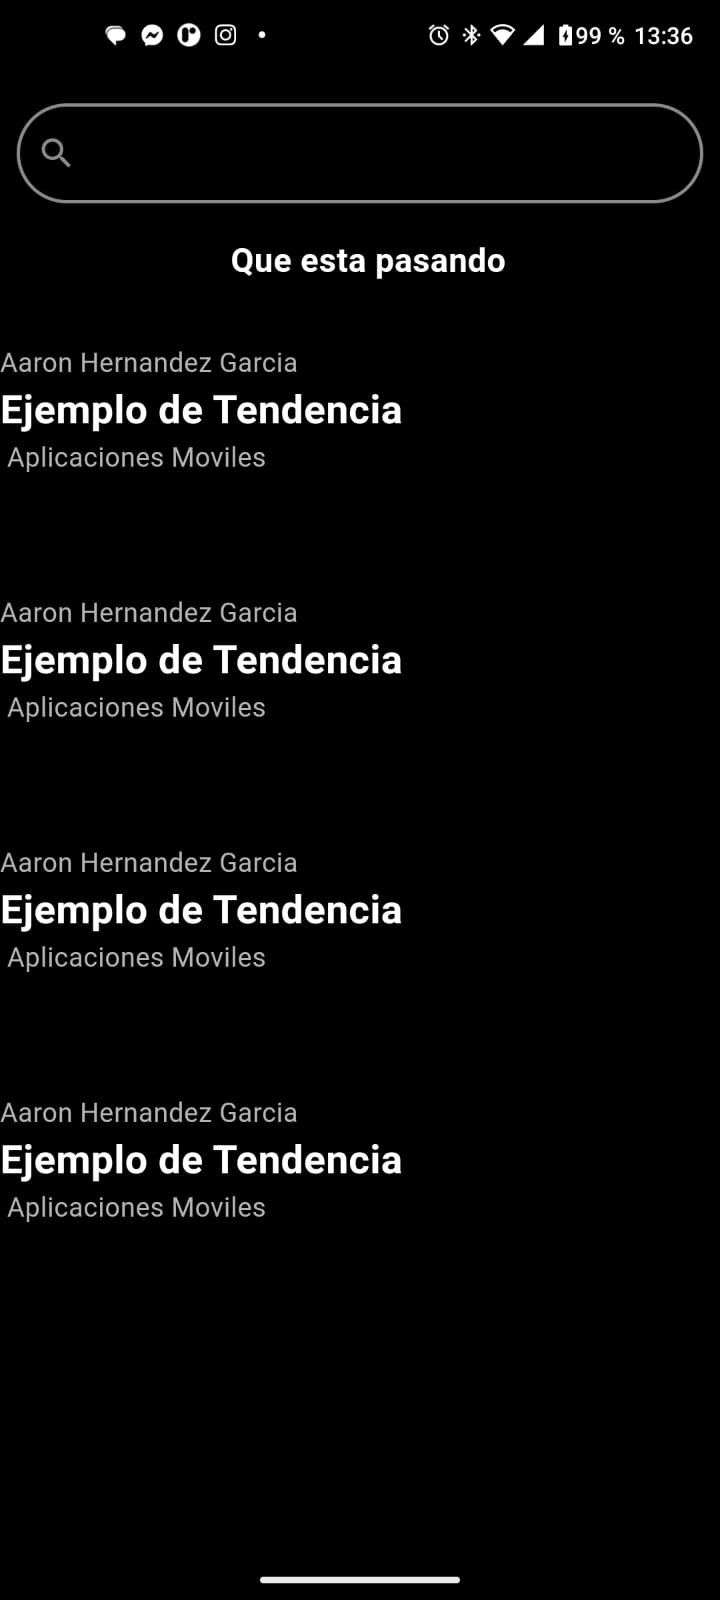 99 % 13:36
Que esta pasando
Aaron Hernandez Garcia
Ejemplo de Tendencia
Aplicaciones Moviles
Aaron Hernandez Garcia
Ejemplo de Tendencia
Aplicaciones Moviles
Aaron Hernandez Garcia
Ejemplo de Tendencia
Aplicaciones Moviles
Aaron Hernandez Garcia
Ejemplo de Tendencia
Aplicaciones Moviles